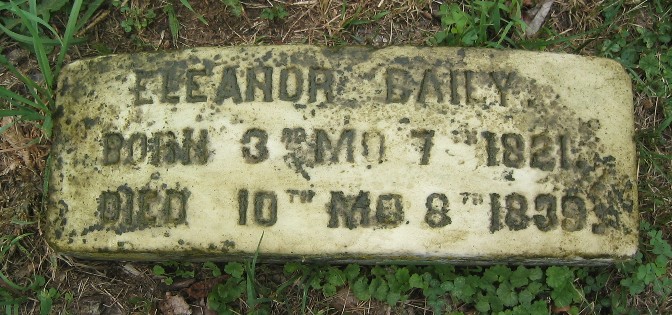 ELEANOR BAILY.
BORN 3RD MO 7TH 1821.
DIED 10TH MO 8TH 1839.